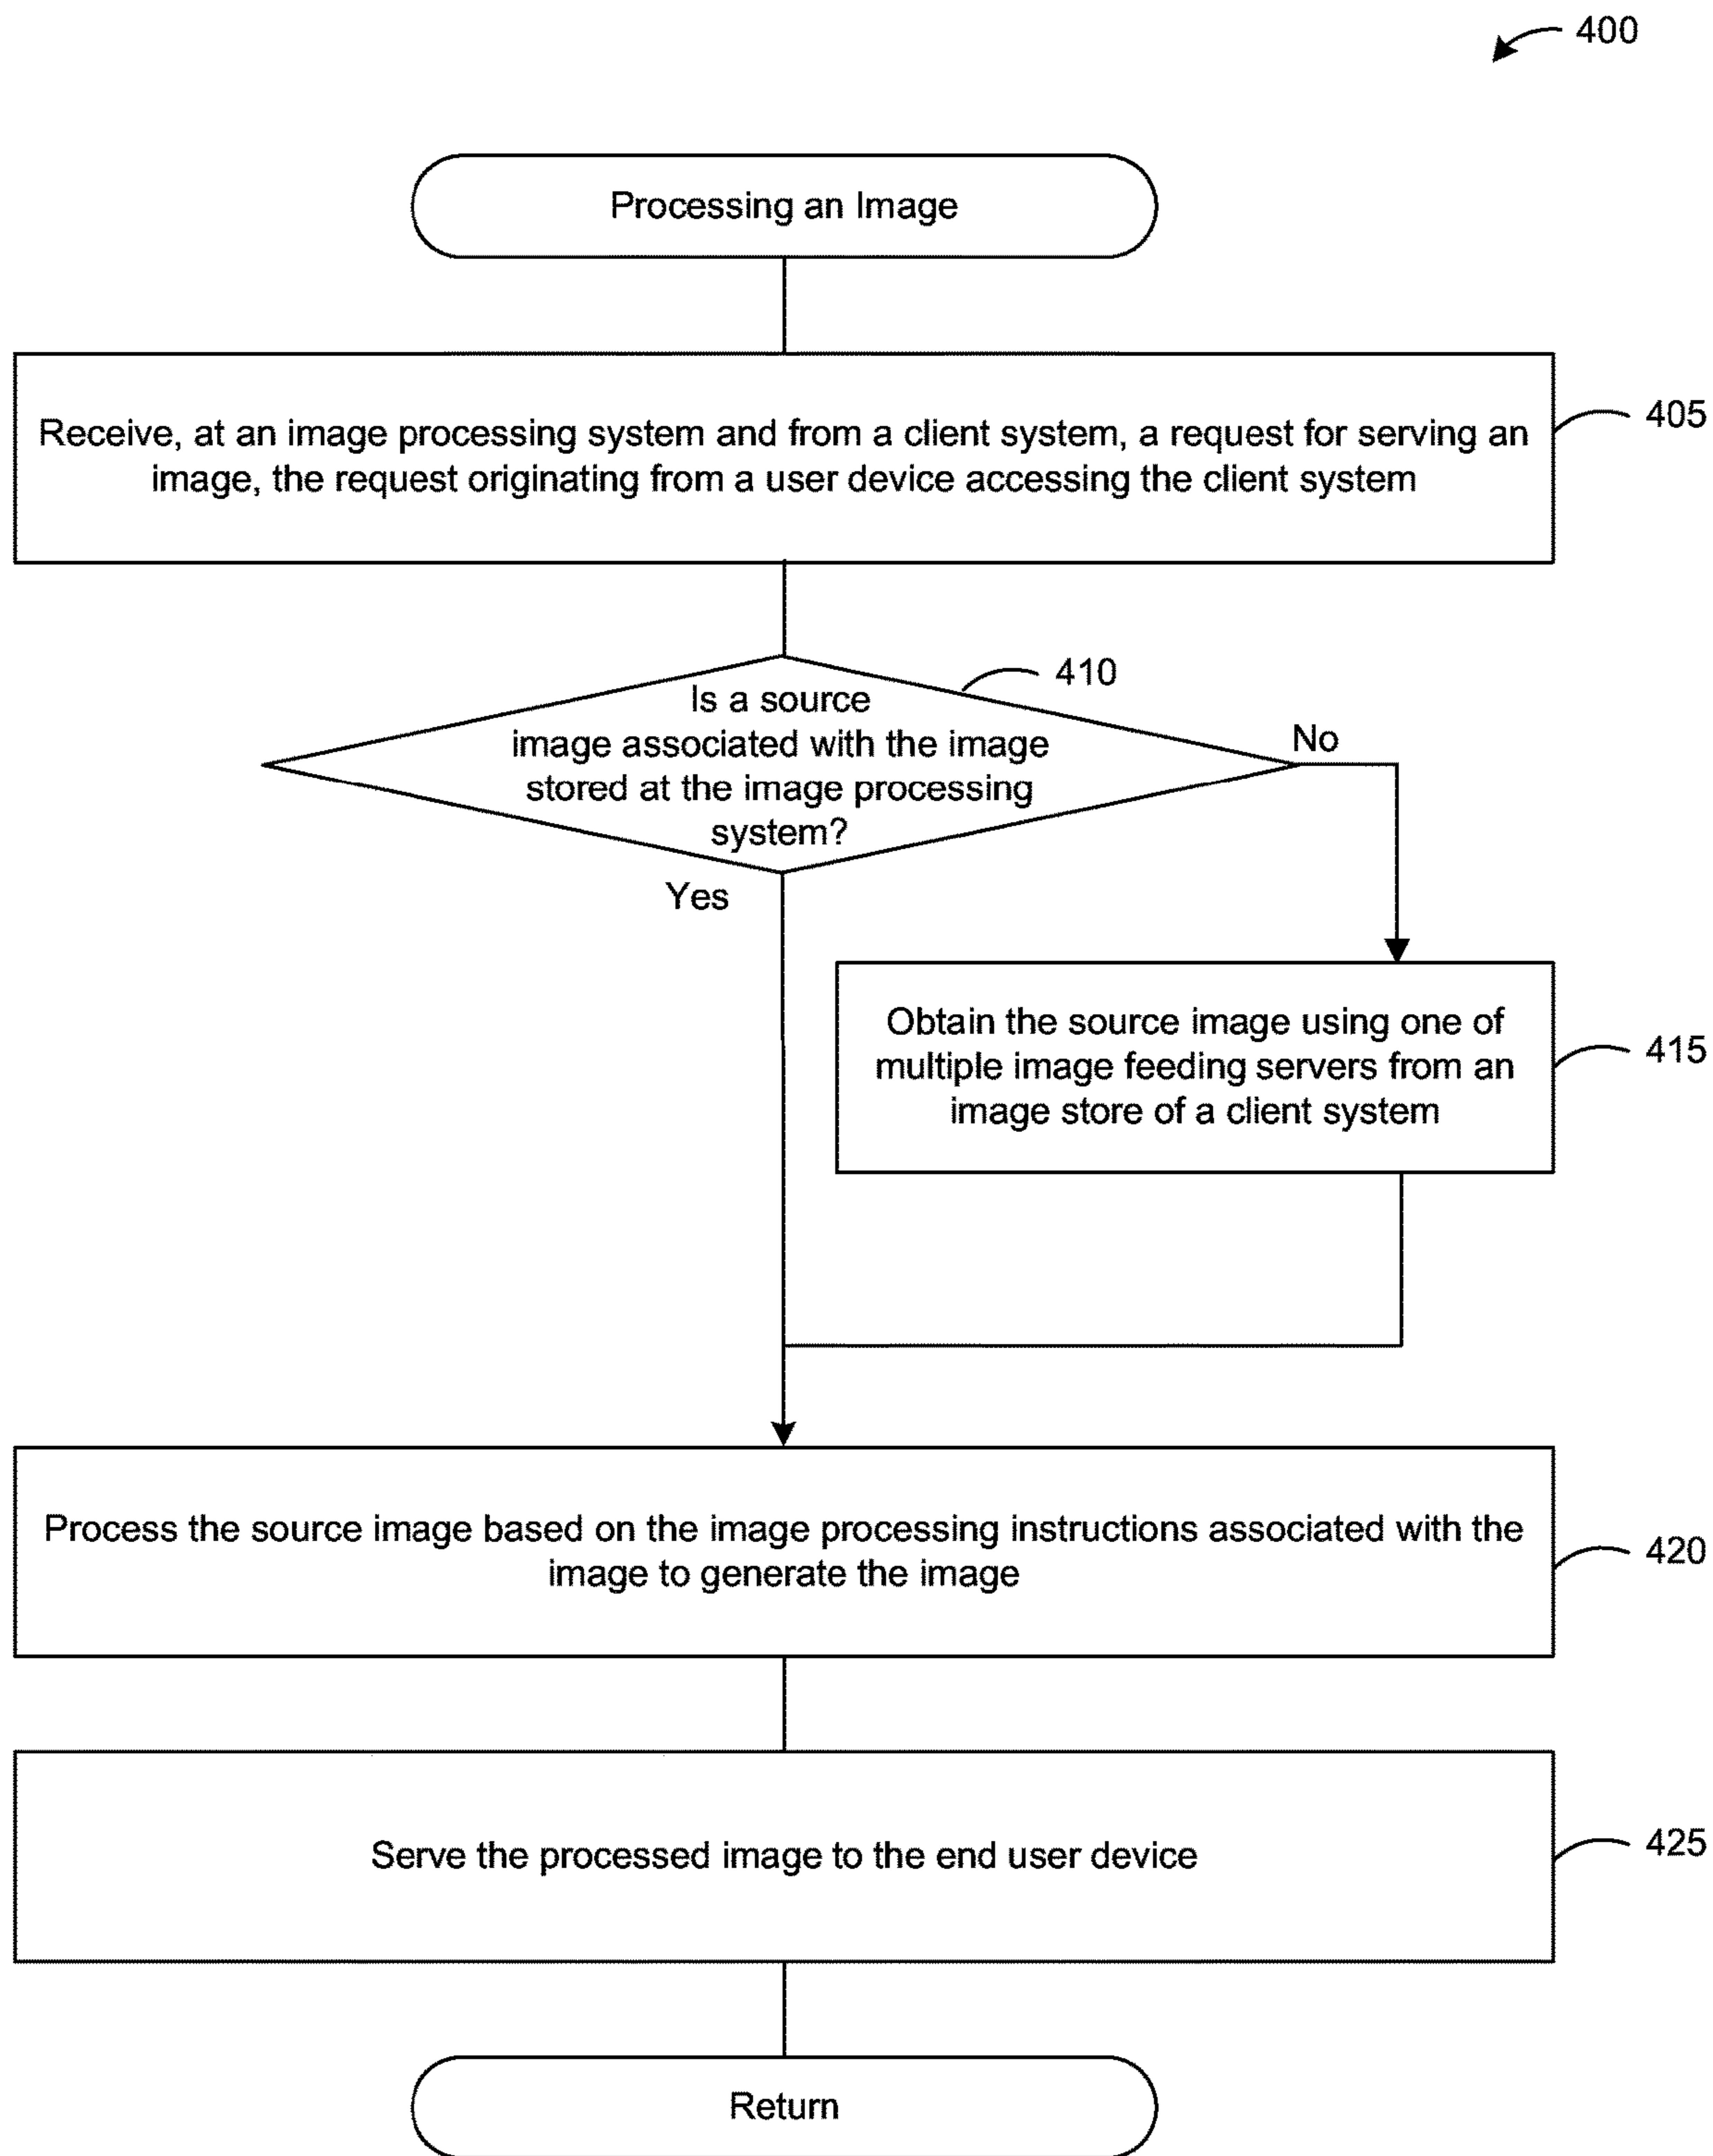 400
Processing an Image
Receive, at an image processing system and from a client system, a request for serving an
image, the request originating from a user device accessing the client system
405
410
Is a source
image associated with the image
stored at the image processing
system?
No
Yes
Obtain the source image using one of
multiple image feeding servers from an
image store of a client system
415
Process the source image based on the image processing instructions associated with the
image to generate the image
420
Serve the processed image to the end user device
425
Return